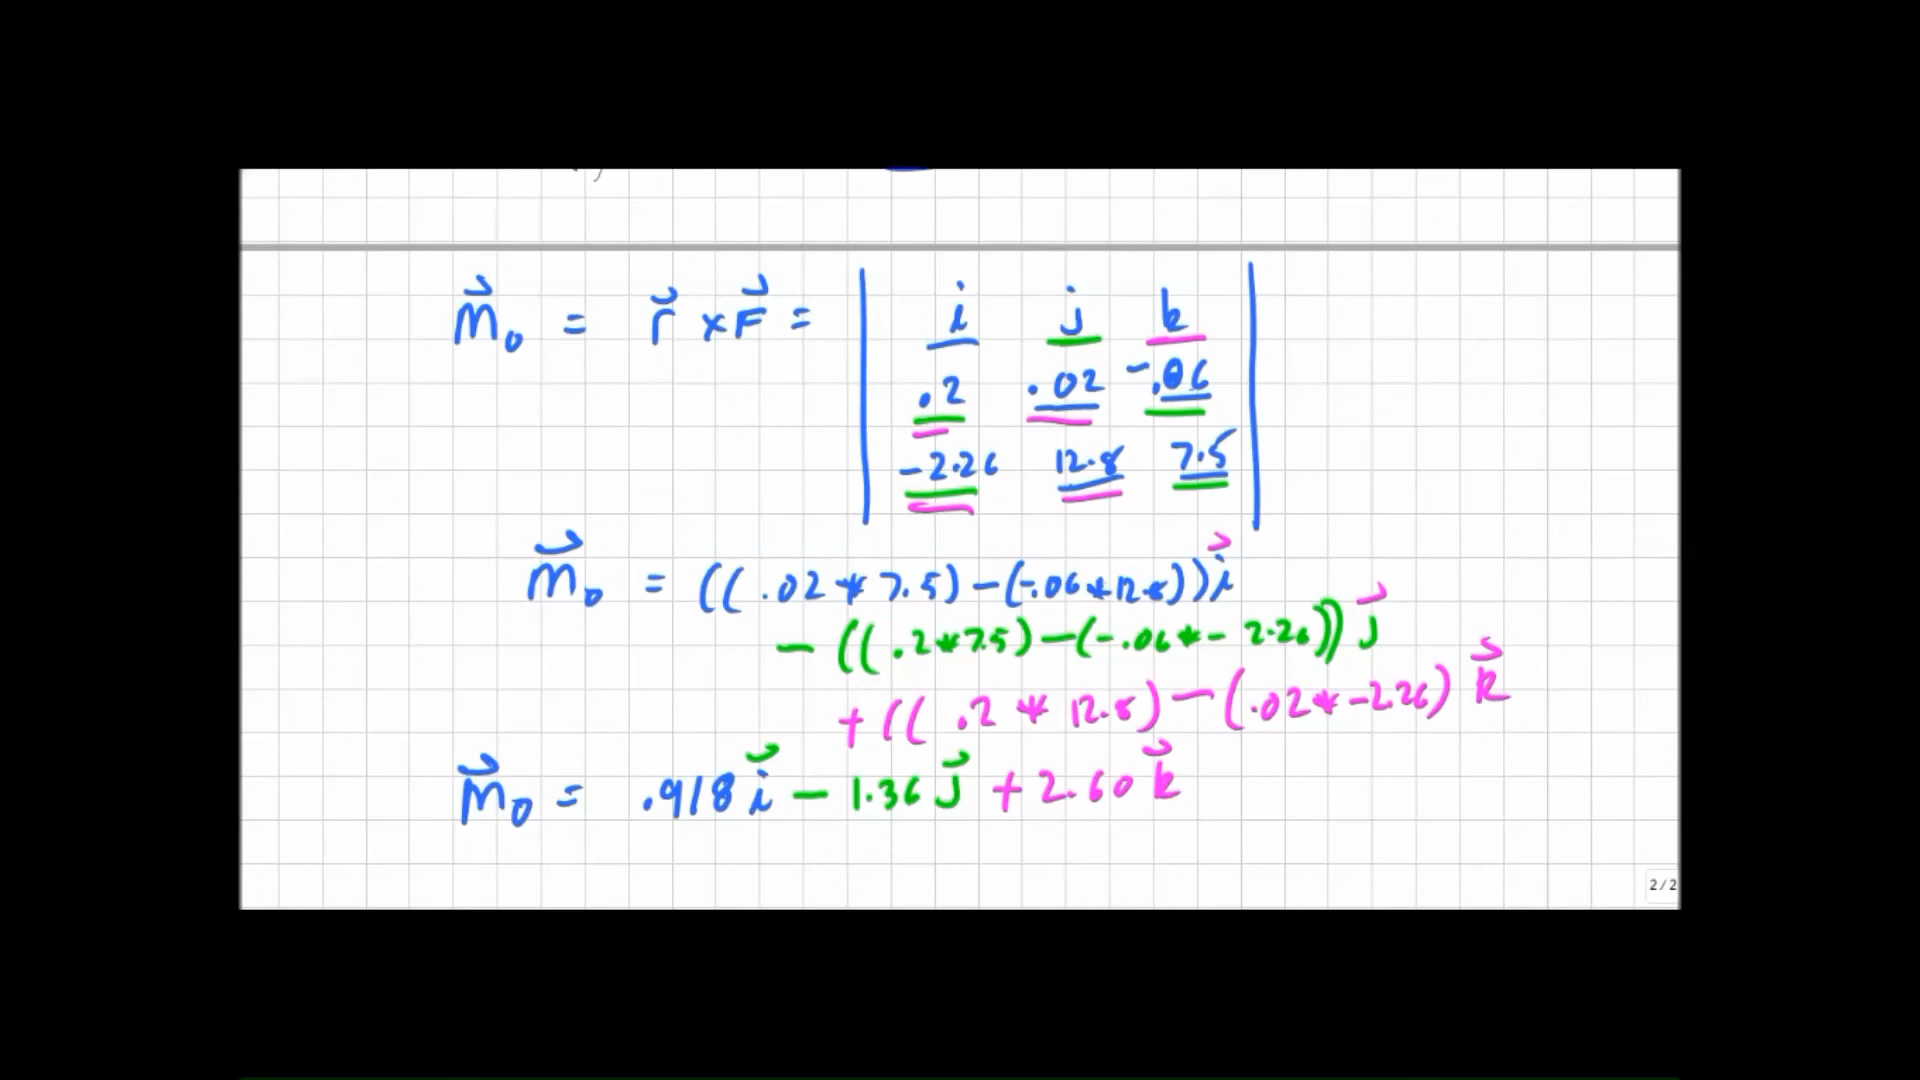 M₀ = r × F = | i j k |
.2 .02 -.06
-2.26 12.8 7.5
M₀ = ((.02 * 7.5) - (-.06 * 12.8)) i
- ((.2 * 7.5) - (-.06 * - 2.26)) j
+ ((.2 * 12.8) - (.02 * -2.26) k
M₀ = .918 i - 1.36 j + 2.60 k
2 / 2